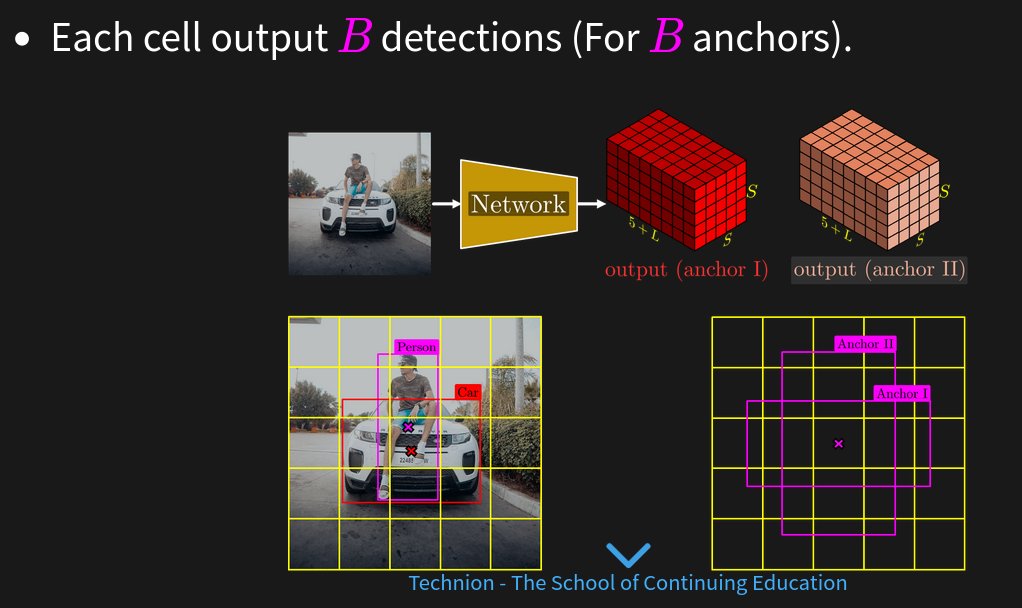 • Each cell output B detections (For B anchors).
Network
S
5 + L
S
output (anchor I)
S
5 + L
S
output (anchor II)
Person
Car
Anchor II
Anchor I
Technion - The School of Continuing Education